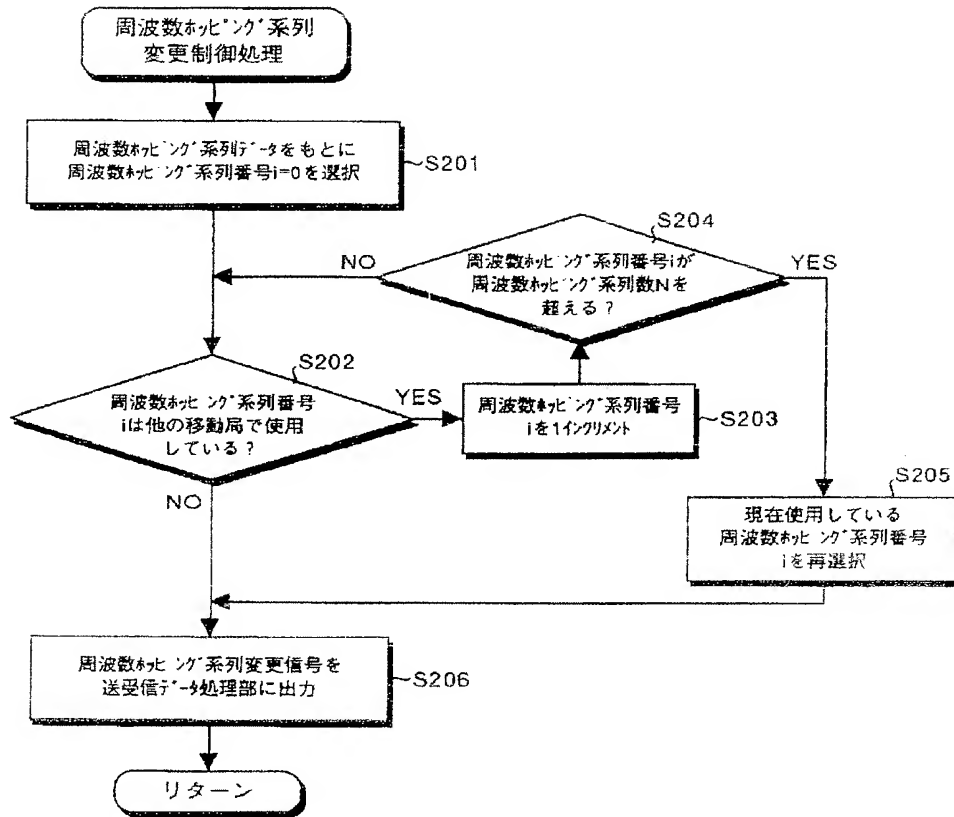 周波数ﾎｯﾋﾟﾝｸﾞ系列
変更制御処理
周波数ﾎｯﾋﾟﾝｸﾞ系列ﾃﾞｰﾀをもとに
周波数ﾎｯﾋﾟﾝｸﾞ系列番号i=0を選択
S201
S204
NO
周波数ﾎｯﾋﾟﾝｸﾞ系列番号iが
周波数ﾎｯﾋﾟﾝｸﾞ系列数Nを
超える？
YES
S202
周波数ﾎｯﾋﾟﾝｸﾞ系列番号
iは他の移動局で使用
している？
YES
NO
周波数ﾎｯﾋﾟﾝｸﾞ系列番号
iを1ｲﾝｸﾘﾒﾝﾄ
S203
S205
現在使用している
周波数ﾎｯﾋﾟﾝｸﾞ系列番号
iを再選択
周波数ﾎｯﾋﾟﾝｸﾞ系列変更信号を
送受信ﾃﾞｰﾀ処理部に出力
S206
リターン